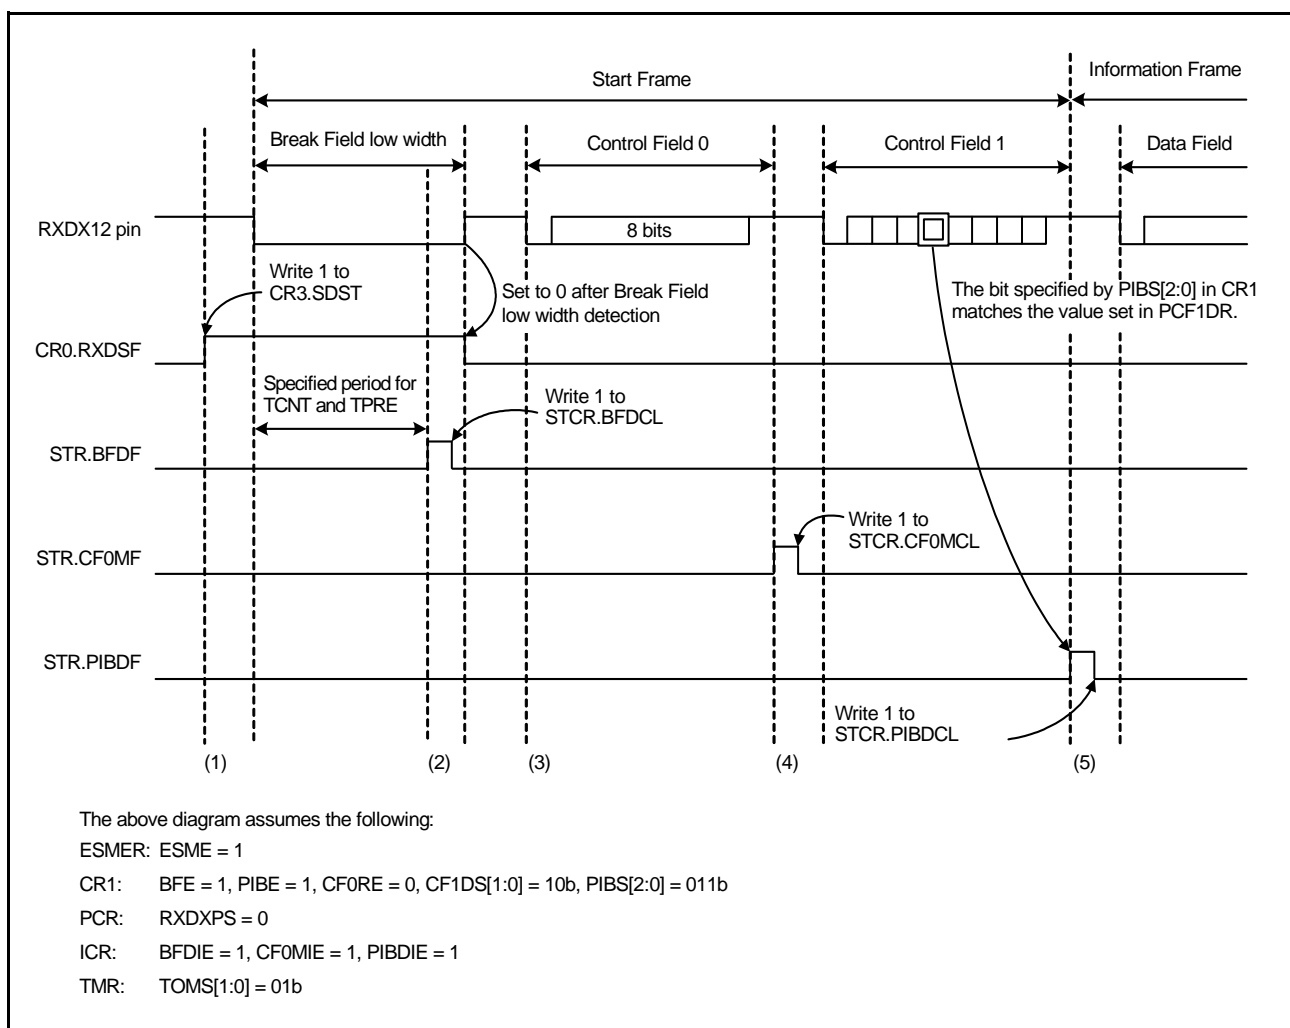 Information Frame
Start Frame
Break Field low width
Control Field 0
Control Field 1
Data Field
RXDX12 pin
8 bits
Write 1 to
CR3.SDST
Set to 0 after Break Field
low width detection
The bit specified by PIBS[2:0] in CR1
matches the value set in PCF1DR.
CR0.RXDSF
Specified period for
TCNT and TPRE
Write 1 to
STCR.BFDCL
STR.BFDF
Write 1 to
STCR.CF0MCL
STR.CF0MF
STR.PIBDF
Write 1 to
STCR.PIBDCL
(1)
(2)
(3)
(4)
(5)
The above diagram assumes the following:
ESMER: ESME = 1
CR1: BFE = 1, PIBE = 1, CF0RE = 0, CF1DS[1:0] = 10b, PIBS[2:0] = 011b
PCR: RXDXPS = 0
ICR: BFDIE = 1, CF0MIE = 1, PIBDIE = 1
TMR: TOMS[1:0] = 01b